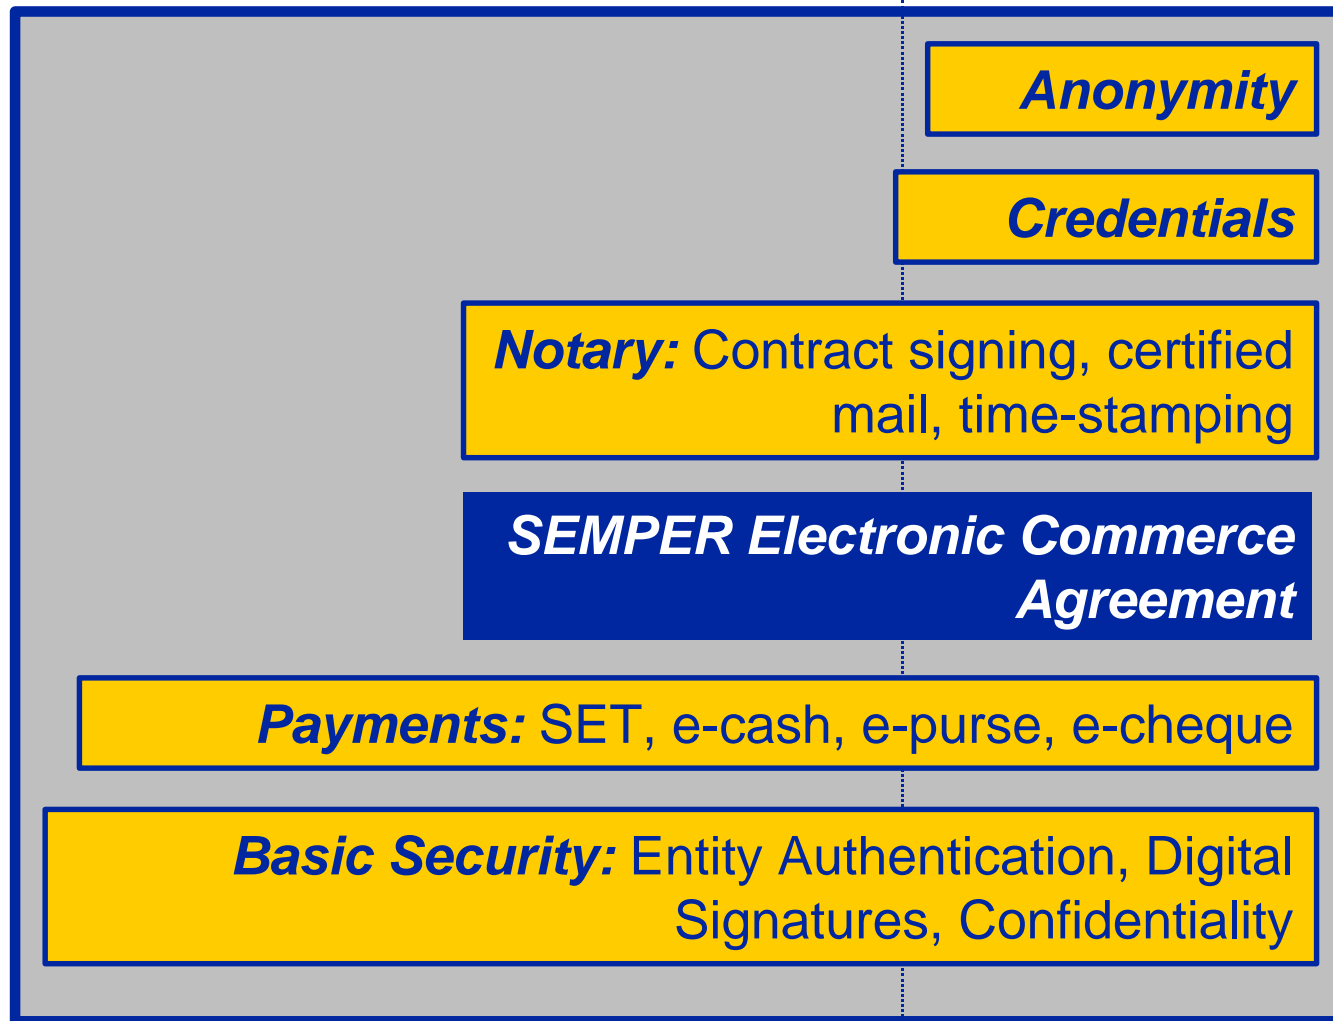 Anonymity
Credentials
Notary: Contract signing, certified
mail, time-stamping
SEMPER Electronic Commerce
Agreement
Payments: SET, e-cash, e-purse, e-cheque
Basic Security: Entity Authentication, Digital
Signatures, Confidentiality